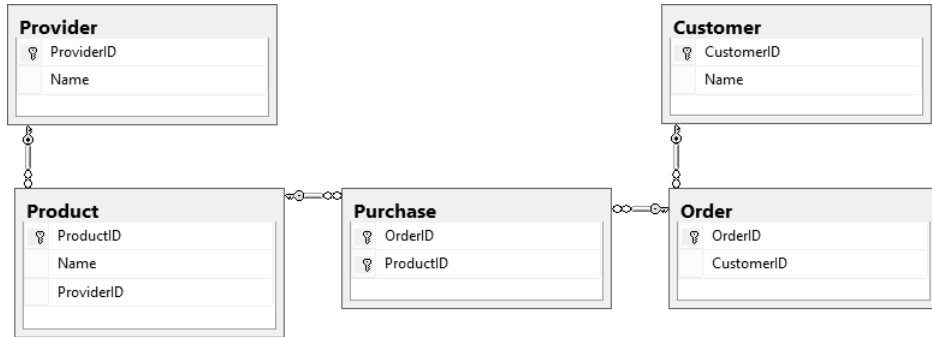 Provider
ProviderID
Name
Customer
CustomerID
Name
Product
ProductID
Name
ProviderID
Purchase
OrderID
ProductID
Order
OrderID
CustomerID